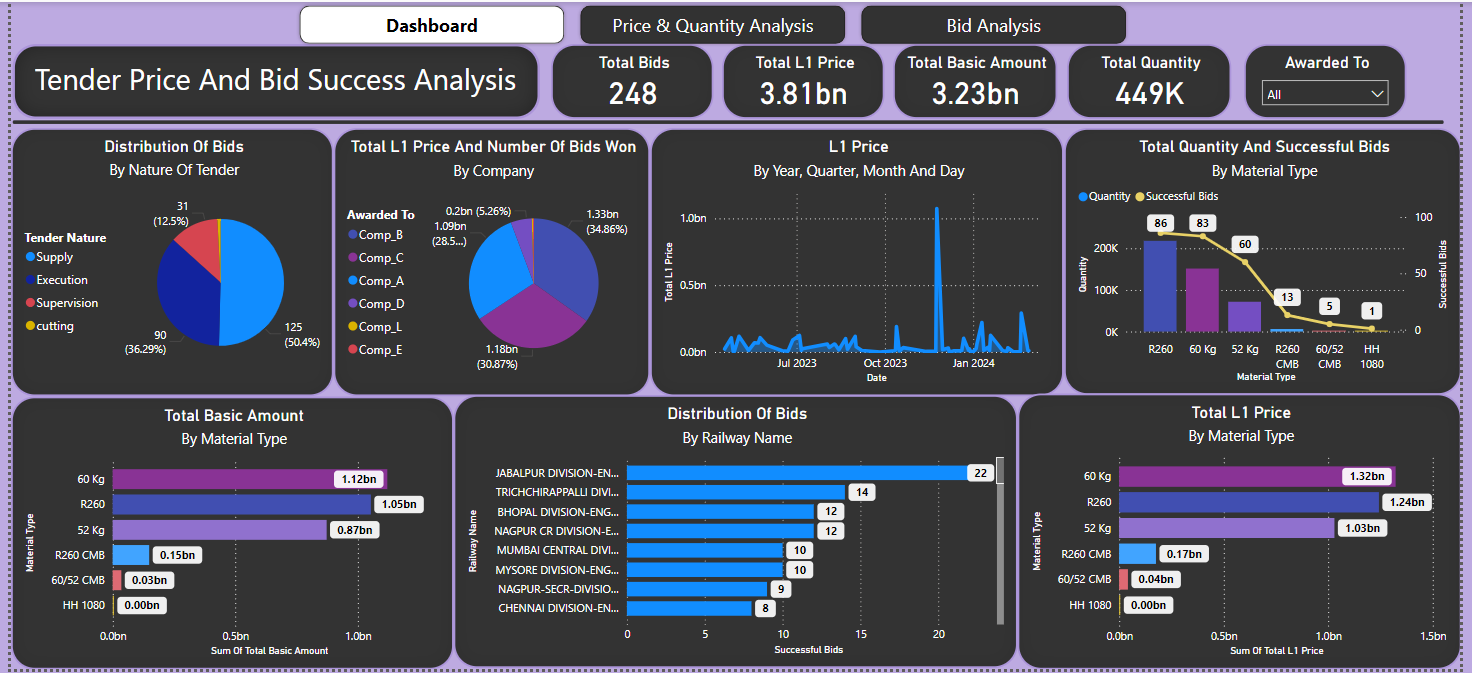 Dashboard
Price & Quantity Analysis
Bid Analysis
Tender Price And Bid Success Analysis
Total Bids
248
Total L1 Price
3.81bn
Total Basic Amount
3.23bn
Total Quantity
449K
Awarded To
All
Distribution Of Bids
By Nature Of Tender
Tender Nature
Supply
Execution
Supervision
cutting
31
(12.5%)
90
(36.29%)
125
(50.4%)
Total L1 Price And Number Of Bids Won
By Company
Awarded To
Comp_B
Comp_C
Comp_A
Comp_D
Comp_L
Comp_E
0.2bn (5.26%)
1.09bn
(28.5...)
1.33bn
(34.86%)
1.18bn
(30.87%)
L1 Price
By Year, Quarter, Month And Day
Total L1 Price
1.0bn
0.5bn
0.0bn
Jul 2023
Oct 2023
Jan 2024
Date
Total Quantity And Successful Bids
By Material Type
Quantity
Successful Bids
Quantity
200K
100K
0K
86
83
60
13
5
1
100
50
0
Successful Bids
R260
60 Kg
52 Kg
R260 CMB
60/52 CMB
HH 1080
Material Type
Total Basic Amount
By Material Type
Material Type
60 Kg
1.12bn
R260
1.05bn
52 Kg
0.87bn
R260 CMB
0.15bn
60/52 CMB
0.03bn
HH 1080
0.00bn
0.0bn
0.5bn
1.0bn
Sum Of Total Basic Amount
Distribution Of Bids
By Railway Name
Railway Name
JABALPUR DIVISION-EN...
22
TRICHCHIRAPPALLI DIVI...
14
BHOPAL DIVISION-ENG...
12
NAGPUR CR DIVISION-E...
12
MUMBAI CENTRAL DIVI...
10
MYSORE DIVISION-ENG...
10
NAGPUR-SECR-DIVISIO...
9
CHENNAI DIVISION-EN...
8
0
5
10
15
20
Successful Bids
Total L1 Price
By Material Type
Material Type
60 Kg
1.32bn
R260
1.24bn
52 Kg
1.03bn
R260 CMB
0.17bn
60/52 CMB
0.04bn
HH 1080
0.00bn
0.0bn
0.5bn
1.0bn
1.5bn
Sum Of Total L1 Price